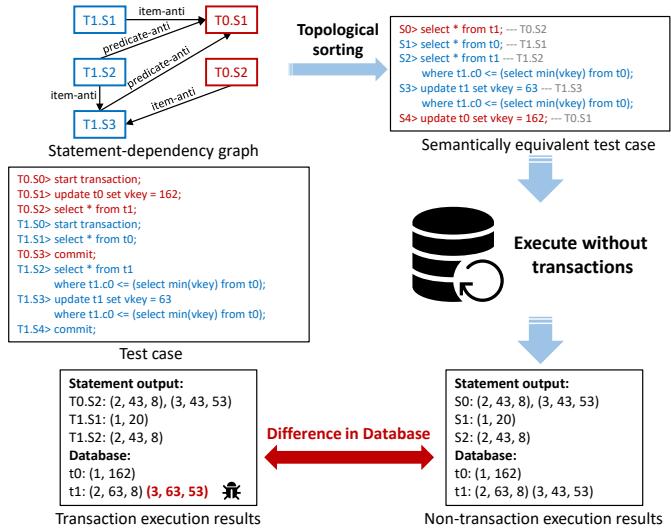 T1.S1
item-anti
T0.S1
predicate-anti
T1.S2
predicate-anti
T0.S2
item-anti
item-anti
T1.S3
Statement-dependency graph
Topological
sorting
S0> select * from t1; --- T0.S2
S1> select * from t0; --- T1.S1
S2> select * from t1 --- T1.S2
where t1.c0 <= (select min(vkey) from t0);
S3> update t1 set vkey = 63 --- T1.S3
where t1.c0 <= (select min(vkey) from t0);
S4> update t0 set vkey = 162; --- T0.S1
Semantically equivalent test case
T0.S0> start transaction;
T0.S1> update t0 set vkey = 162;
T0.S2> select * from t1;
T1.S0> start transaction;
T1.S1> select * from t0;
T0.S3> commit;
T1.S2> select * from t1
where t1.c0 <= (select min(vkey) from t0);
T1.S3> update t1 set vkey = 63
where t1.c0 <= (select min(vkey) from t0);
T1.S4> commit;
Test case
Execute without
transactions
Statement output:
T0.S2: (2, 43, 8), (3, 43, 53)
T1.S1: (1, 20)
T1.S2: (2, 43, 8)
Database:
t0: (1, 162)
t1: (2, 63, 8) (3, 63, 53)
Transaction execution results
Difference in Database
Statement output:
S0: (2, 43, 8), (3, 43, 53)
S1: (1, 20)
S2: (2, 43, 8)
Database:
t0: (1, 162)
t1: (2, 63, 8) (3, 43, 53)
Non-transaction execution results